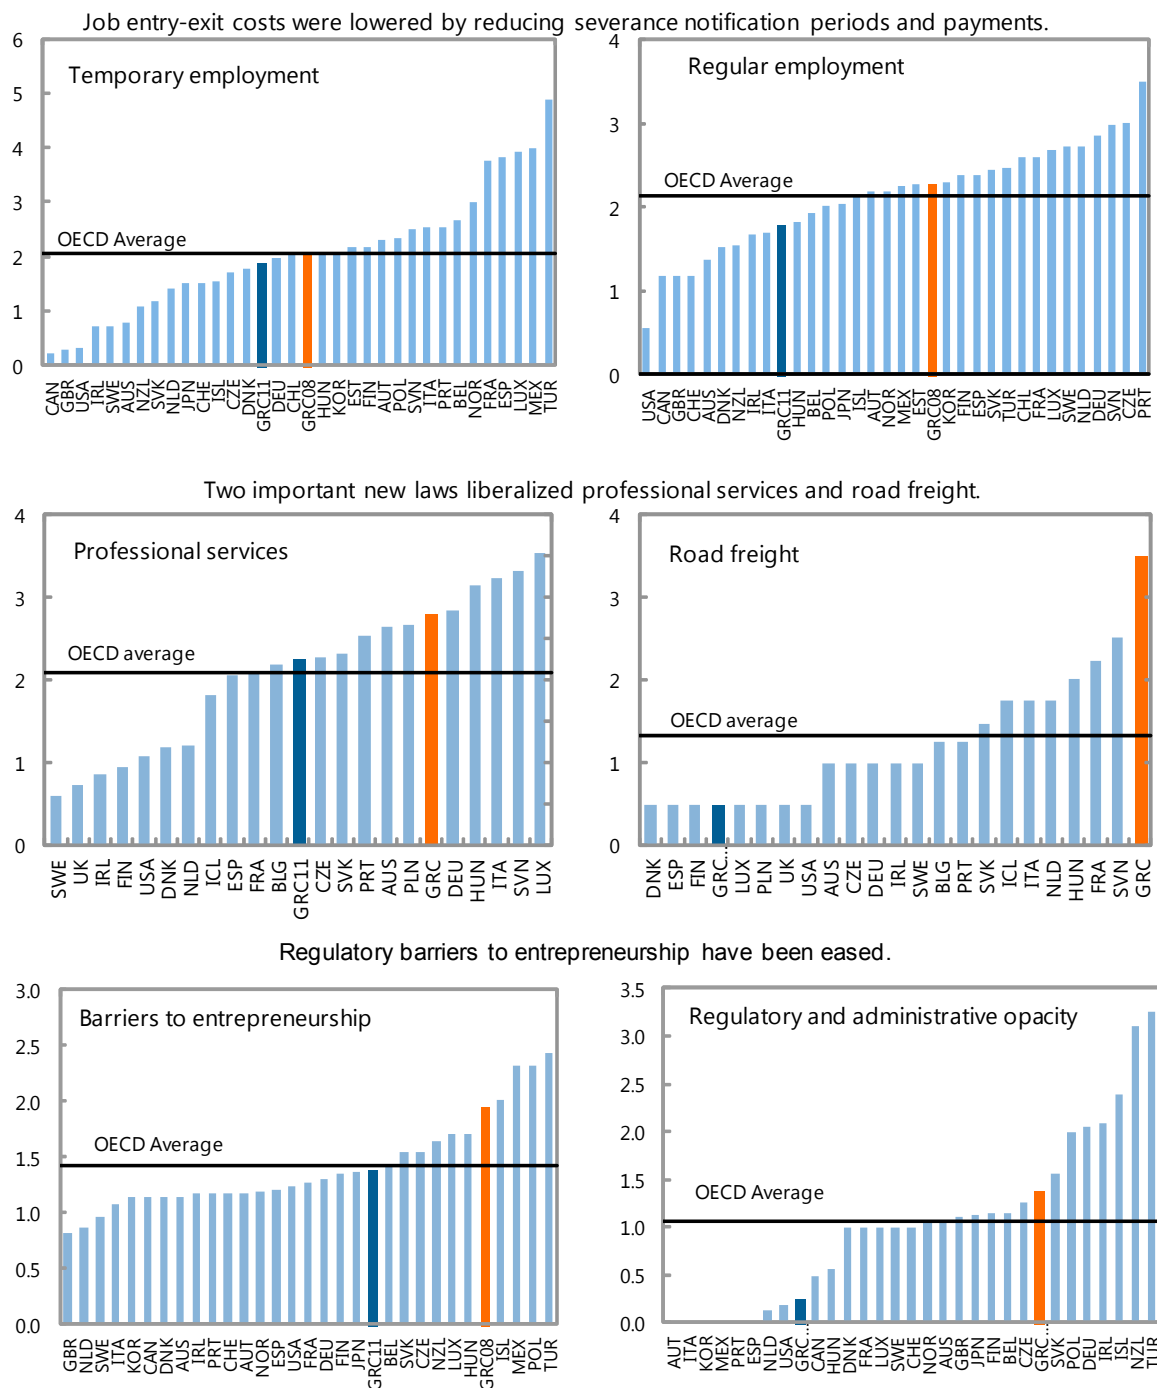 Job entry-exit costs were lowered by reducing severance notification periods and payments.
Temporary employment
6
5
4
3
2
1
0
OECD Average
CAN GBR USA IRL SWE AUS NZL SVK NLD JPN CHE ISL CZE DNK GRC11 DEU CHL GRC08 HUN KOR EST FIN AUT POL SVN ITA PRT BEL NOR FRA ESP LUX MEX TUR
Regular employment
4
3
2
1
0
OECD Average
USA CAN GBR CHE AUS DNK NZL IRL ITA GRC11 HUN BEL POL JPN ISL AUT NOR MEX EST GRC08 KOR FIN ESP SVK TUR CHL FRA LUX SWE NLD DEU SVN CZE PRT
Two important new laws liberalized professional services and road freight.
Professional services
4
3
2
1
0
OECD average
SWE UK IRL FIN USA DNK NLD ICL ESP FRA BLG GRC11 CZE SVK PRT AUS PLN GRC DEU HUN ITA SVN LUX
Road freight
4
3
2
1
0
OECD average
DNK ESP FIN GRC... LUX PLN UK USA AUS CZE DEU IRL SWE BLG PRT SVK ICL ITA NLD HUN FRA SVN GRC
Regulatory barriers to entrepreneurship have been eased.
Barriers to entrepreneurship
3.0
2.5
2.0
1.5
1.0
0.5
0.0
OECD Average
GBR NLD SWE ITA KOR CAN DNK AUS IRL PRT CHE AUT NOR ESP USA FRA DEU FIN JPN GRC11 BEL SVK CZE NZL LUX HUN GRC08 ISL MEX POL TUR
Regulatory and administrative opacity
3.5
3.0
2.5
2.0
1.5
1.0
0.5
0.0
OECD Average
AUT ITA KOR MEX PRT ESP NLD USA GRC... CAN HUN DNK FRA LUX SWE CHE NOR AUS GBR JPN FIN BEL CZE GRC... SVK POL DEU IRL ISL NZL TUR